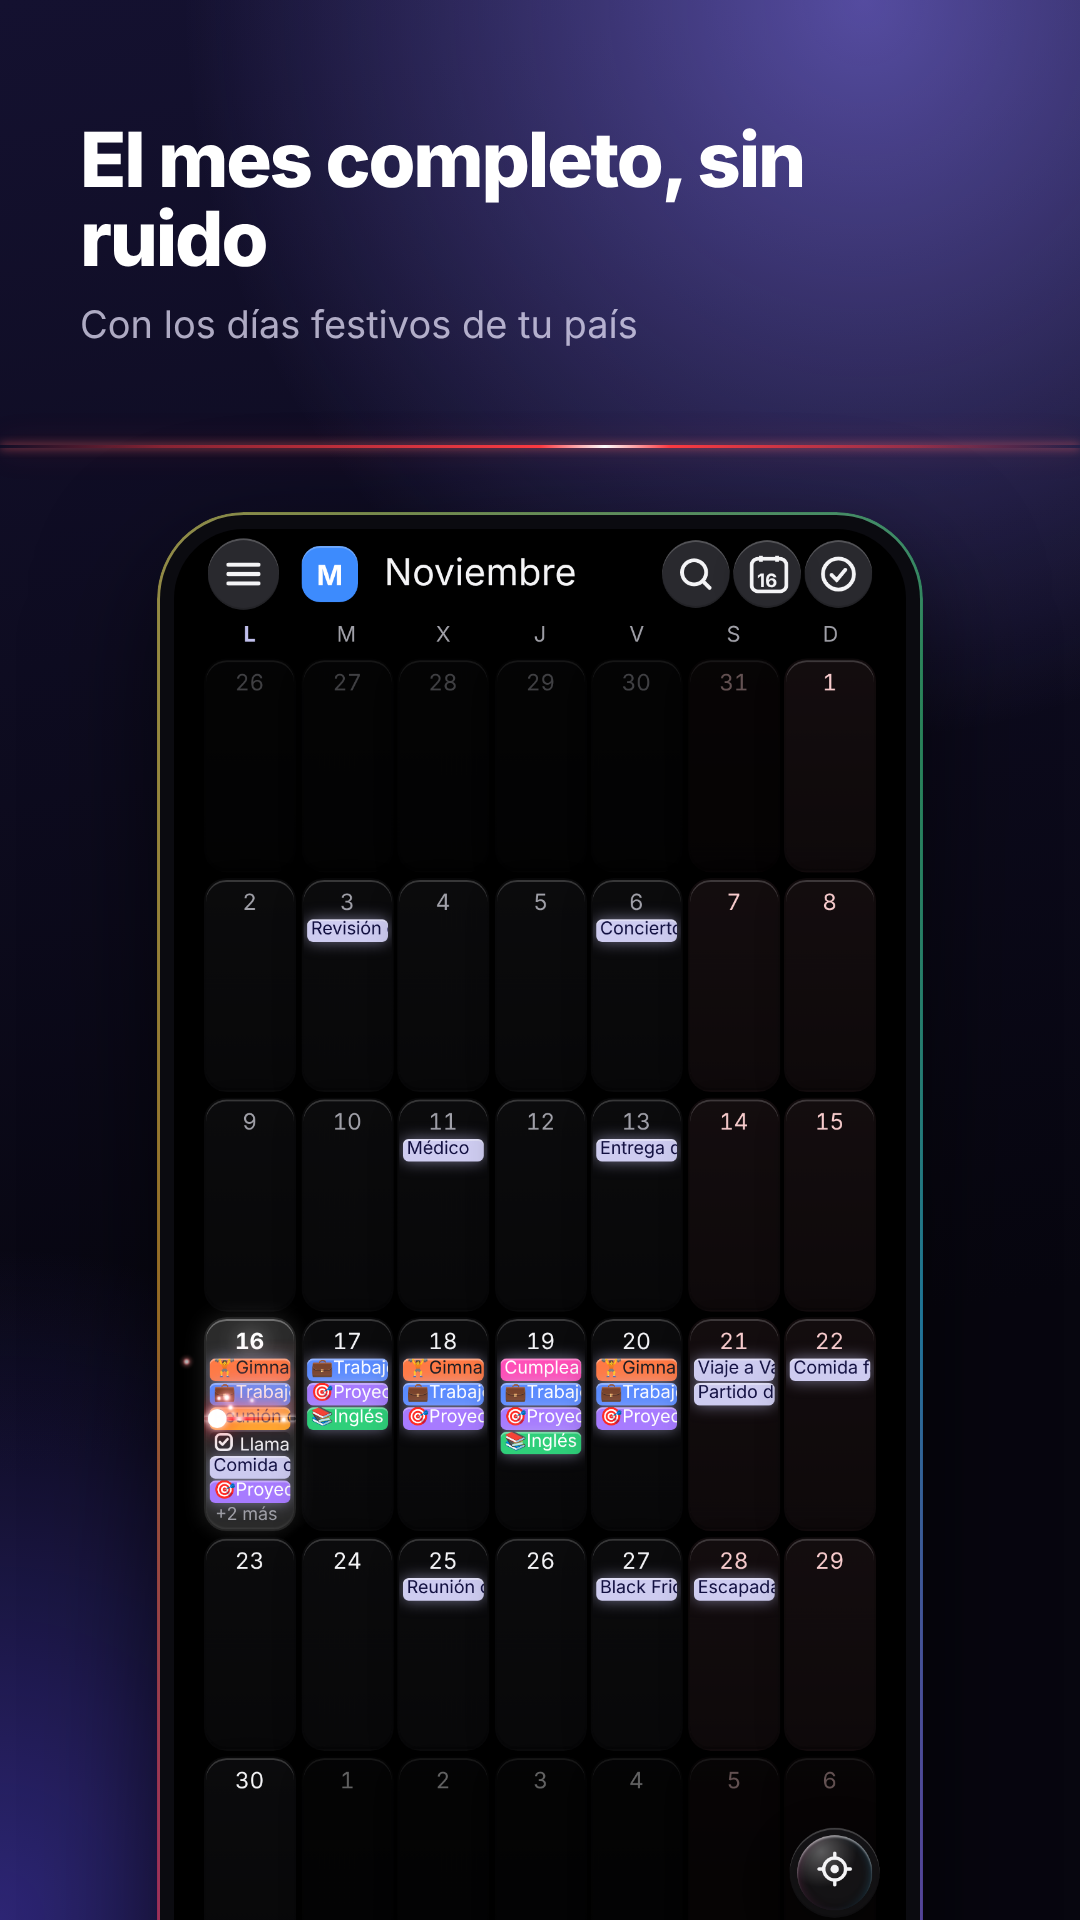 El mes completo, sin
ruido
Con los días festivos de tu país
M Noviembre 16
L M X J V S D
26 27 28 29 30 31 1
2 3 4 5 6 7 8
Revisión Concierto
9 10 11 12 13 14 15
Médico Entrega
16 17 18 19 20 21 22
Gimna Trabaj Gimna Cumplea Gimna Viaje a Va Comida f
Trabaj Proyec Trabaj Trabaj Trabaj Partido d
Inglés Proyec Proyec Proyec
Llama Inglés
Comida
Proyec
+2 más
23 24 25 26 27 28 29
Reunión Black Fri Escapada
30 1 2 3 4 5 6